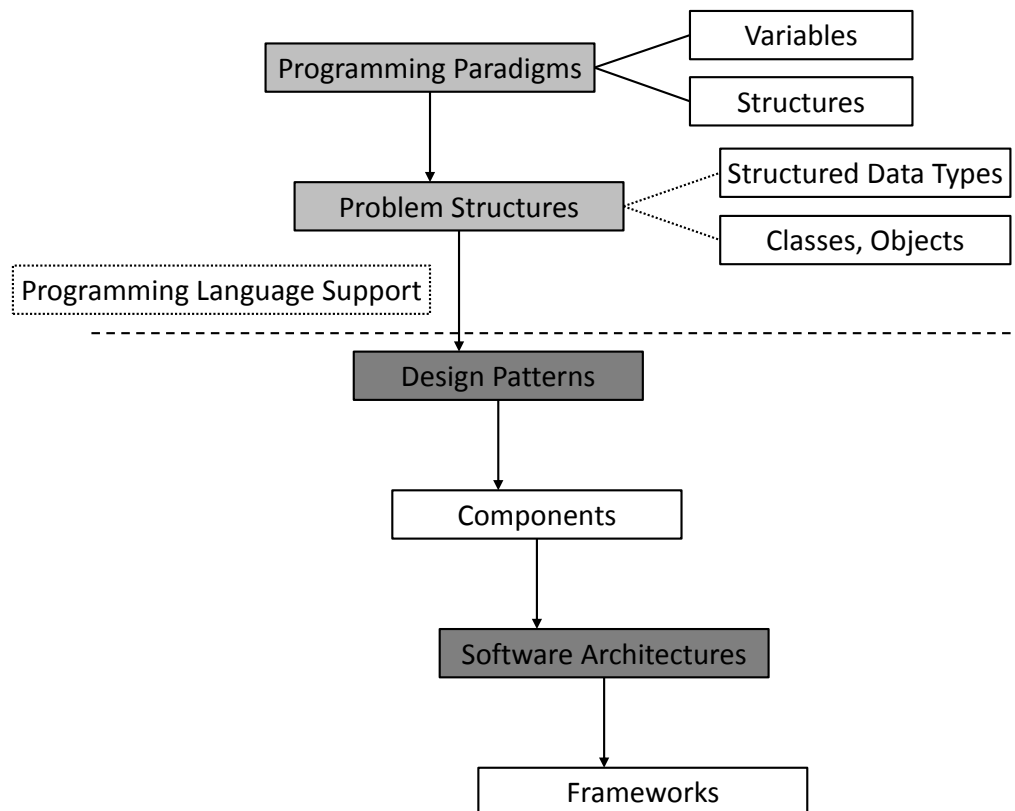 Variables
Programming Paradigms
Structures
Structured Data Types
Problem Structures
Classes, Objects
Programming Language Support
Design Patterns
Components
Software Architectures
Frameworks